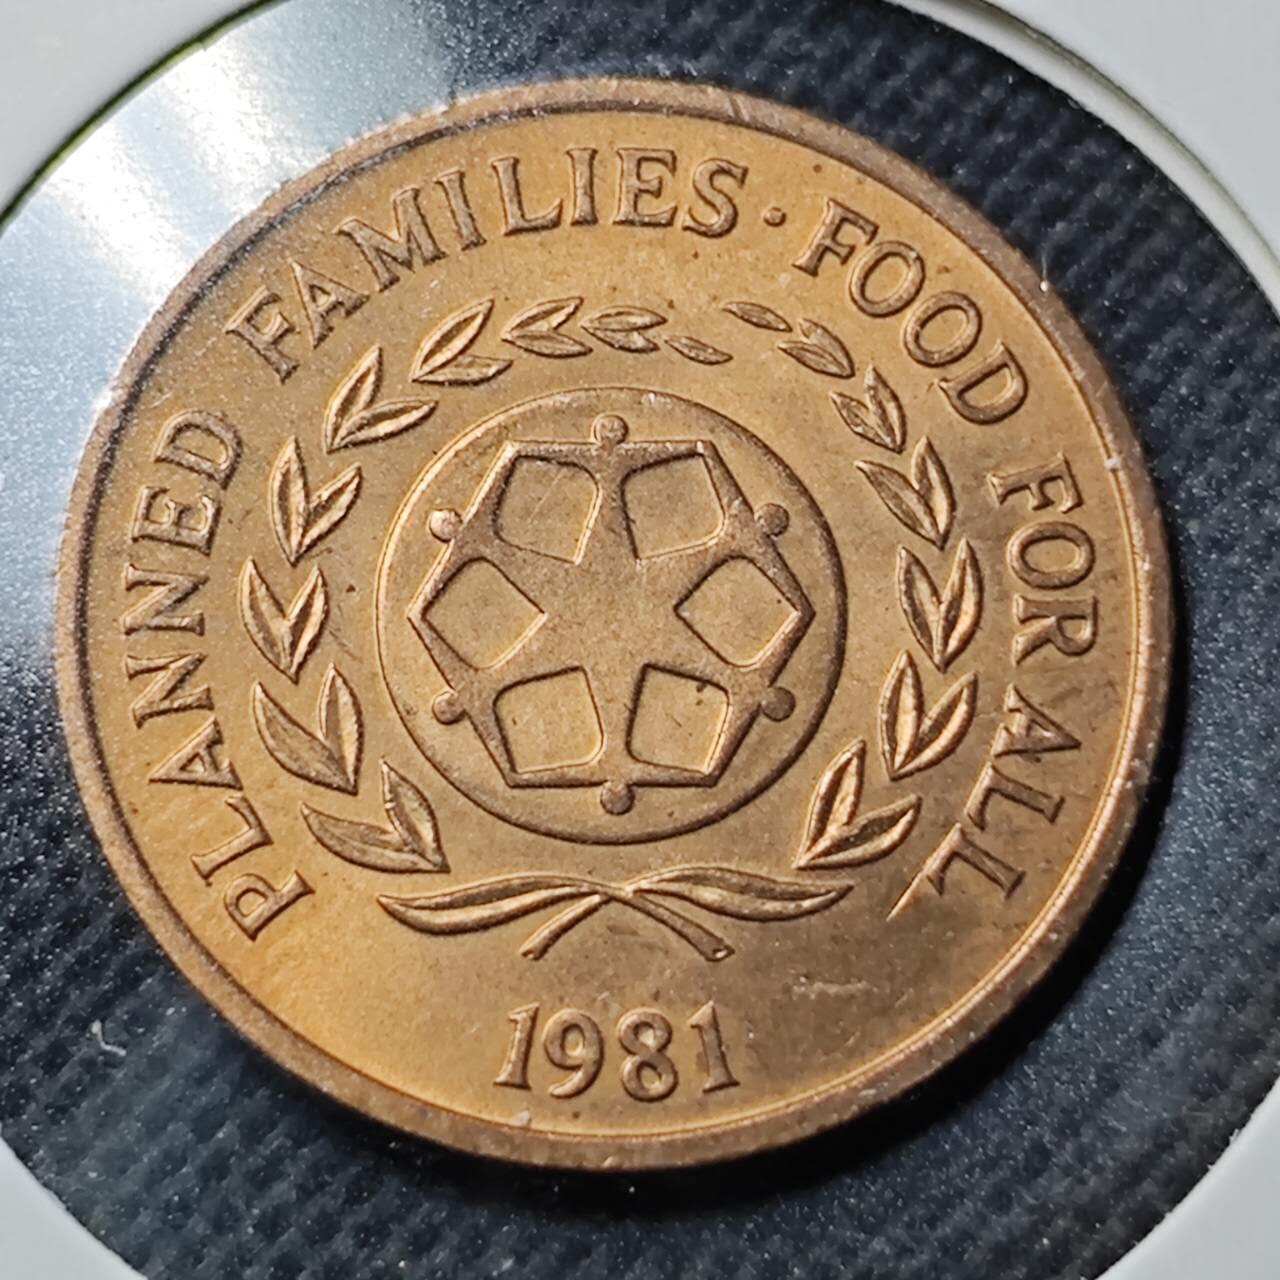 PLANNED FAMILIES · FOOD FOR ALL
1981